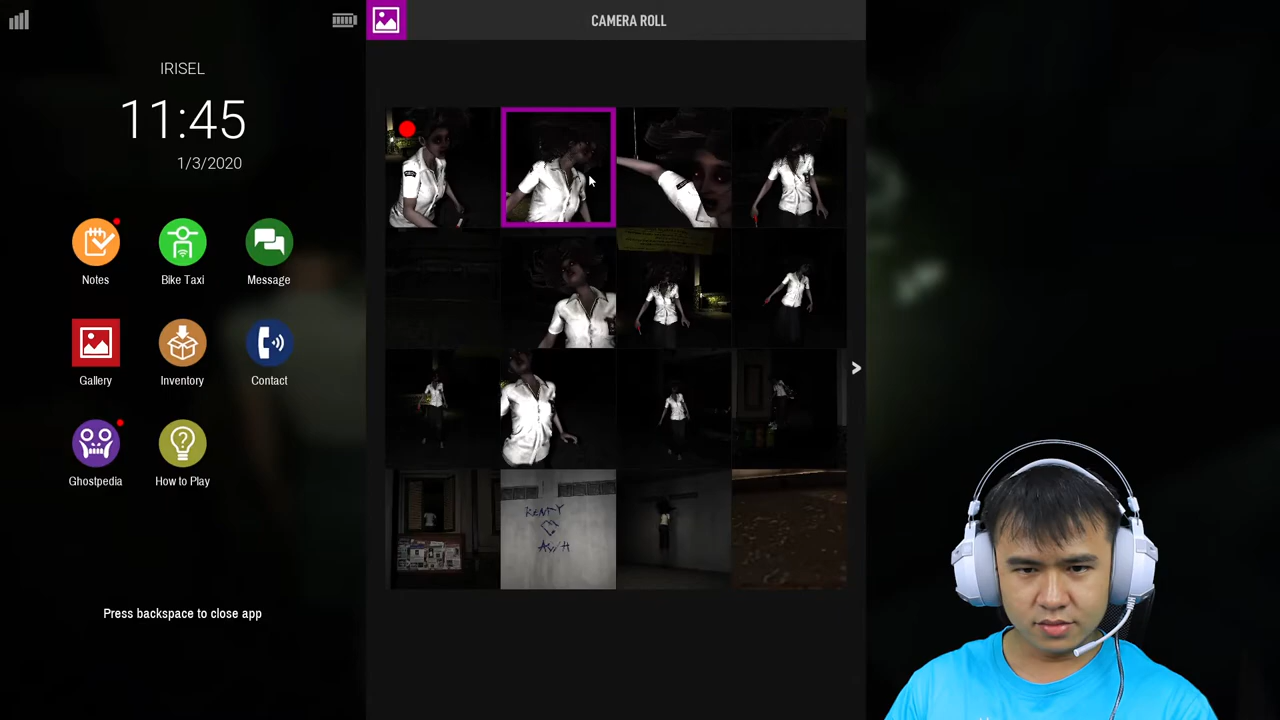 CAMERA ROLL
IRISEL
11:45
1/3/2020
Notes
Bike Taxi
Message
Gallery
Inventory
Contact
Ghostpedia
How to Play
Press backspace to close app